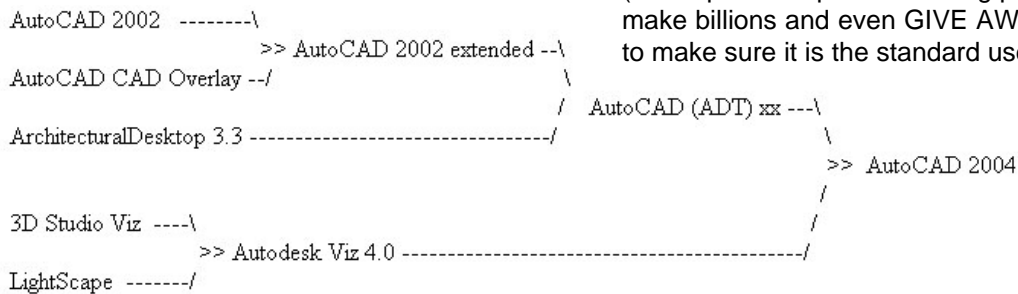 make billions and even GIVE AW
to make sure it is the standard use
AutoCAD 2002 --------\
>> AutoCAD 2002 extended --\
AutoCAD CAD Overlay --/ \
/ AutoCAD (ADT) xx ---\
ArchitecturalDesktop 3.3 -------------------------------/ \
>> AutoCAD 2004
/
3D Studio Viz ----\ /
>> Autodesk Viz 4.0 ------------------------------------------/
LightScape -------/